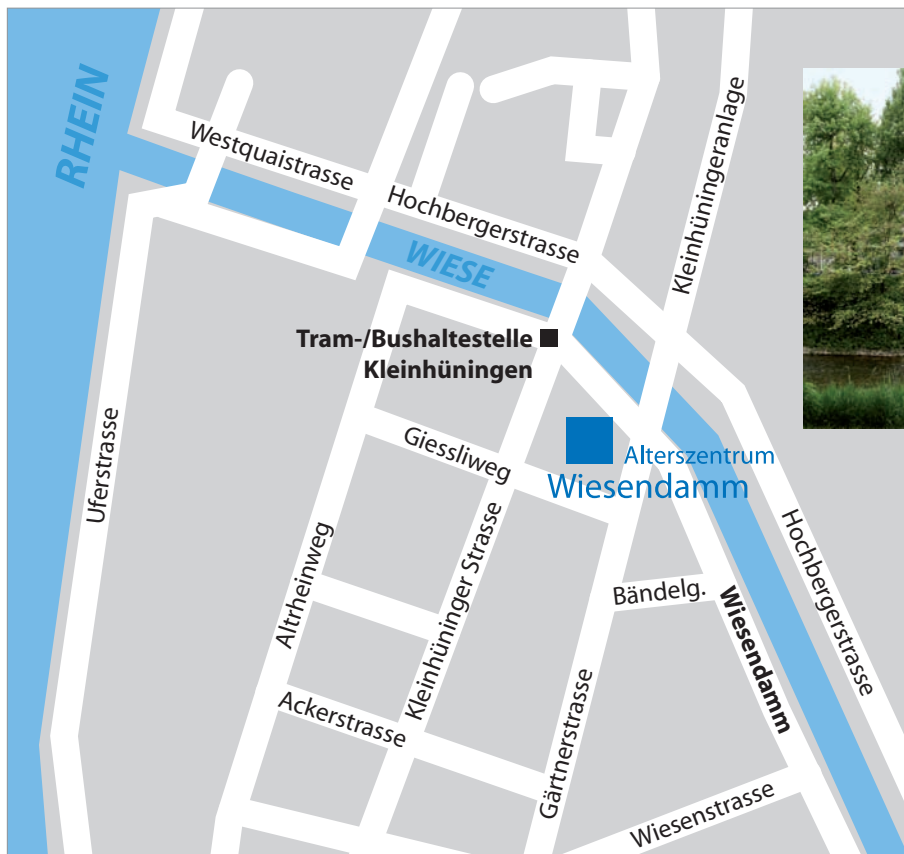 RHEIN
Westquaistrasse
Hochbergerstrasse
Kleinhüningeranlage
WIESE
Tram-/Bushaltestelle
Kleinhüningen
Giessliweg
Alterszentrum
Wiesendamm
Uferstrasse
Altrheinweg
Kleinhüninger Strasse
Hochbergerstrasse
Bändelg.
Wiesendamm
Ackerstrasse
Gärtnerstrasse
Wiesenstrasse